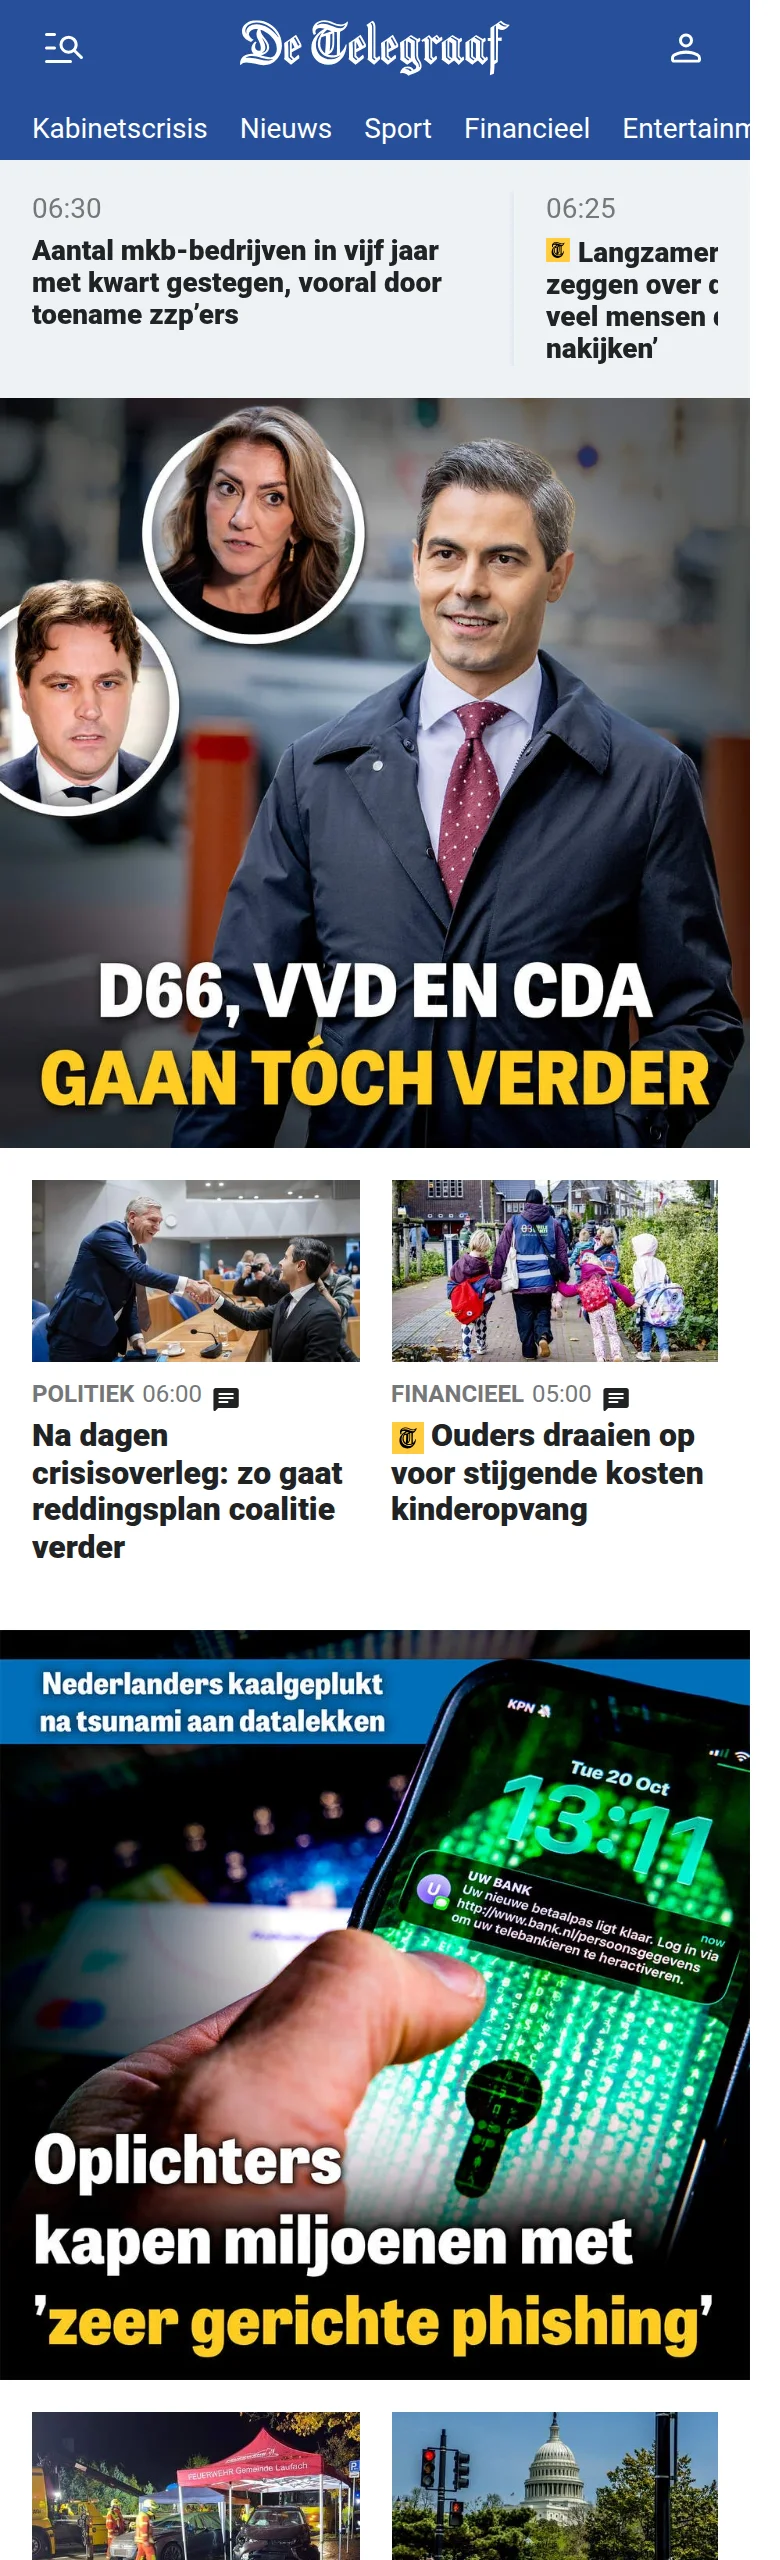 De Telegraaf
Kabinetscrisis Nieuws Sport Financieel Entertainm
06:30
Aantal mkb-bedrijven in vijf jaar
met kwart gestegen, vooral door
toename zzp’ers
06:25
Langzamer
zeggen over
veel mensen
nakijken’
D66, VVD EN CDA
GAAN TÓCH VERDER
POLITIEK 06:00
Na dagen
crisisoverleg: zo gaat
reddingsplan coalitie
verder
FINANCIEEL 05:00
Ouders draaien op
voor stijgende kosten
kinderopvang
Nederlanders kaalgeplukt
na tsunami aan datalekken
KPN
Tue 20 Oct
13:11
UW BANK
now
Uw nieuwe betaalpas ligt klaar. Log in via
http://www.bank.nl/persoonsgegevens
om uw telebankieren te heractiveren.
Oplichters
kapen miljoenen met
’zeer gerichte phishing’
FEUERWEHR Gemeinde Laufach